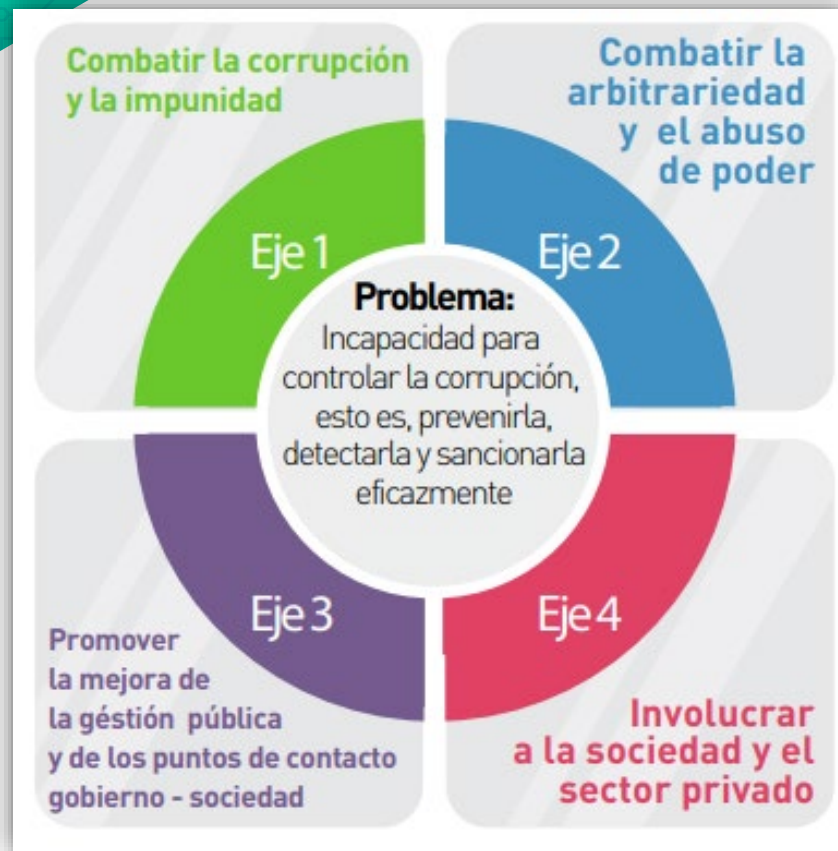 Combatir la corrupción
y la impunidad
Combatir la
arbitrariedad
y el abuso
de poder
Eje 1
Eje 2
Problema:
Incapacidad para
controlar la corrupción,
esto es, prevenirla,
detectarla y sancionarla
eficazmente
Eje 3
Eje 4
Promover
la mejora de
la géstión pública
y de los puntos de contacto
gobierno - sociedad
Involucrar
a la sociedad y el
sector privado